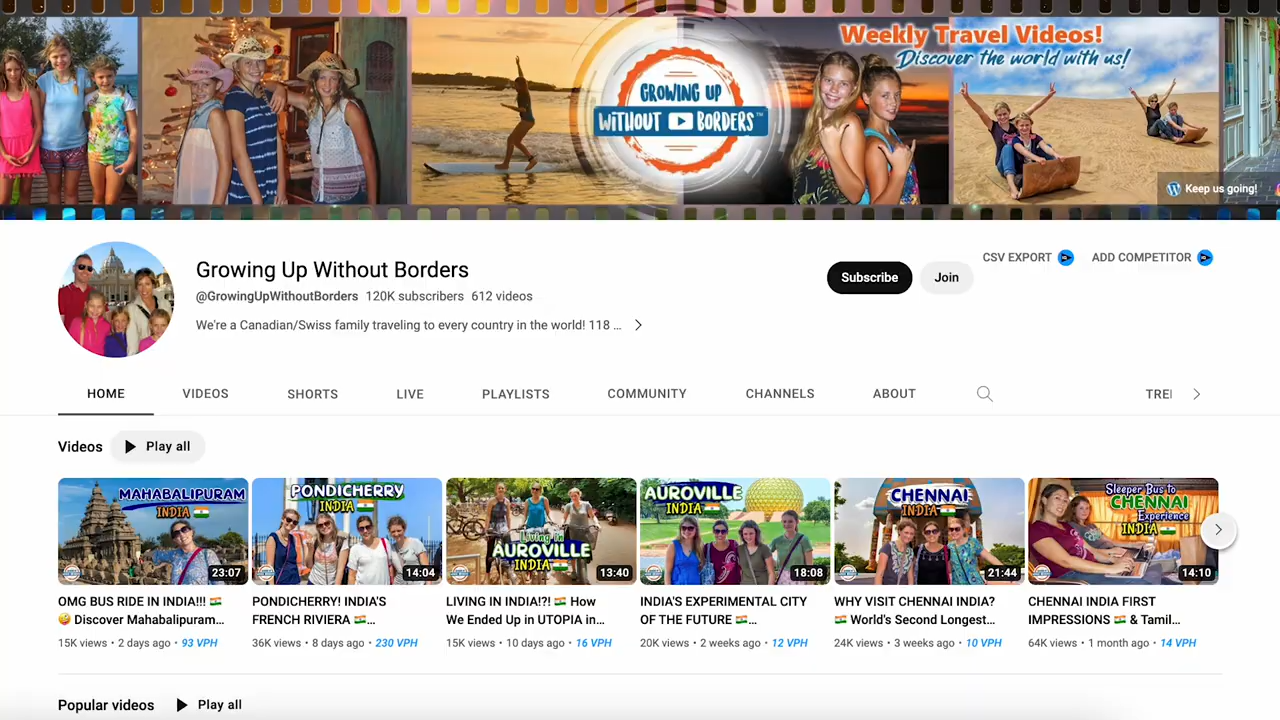 Weekly Travel Videos!
Discover the world with us!
GROWING UP
WITHOUT BORDERS™
Keep us going!
Growing Up Without Borders
@GrowingUpWithoutBorders 120K subscribers 612 videos
We're a Canadian/Swiss family traveling to every country in the world! 118 ...
Subscribe
Join
CSV EXPORT
ADD COMPETITOR
HOME VIDEOS SHORTS LIVE PLAYLISTS COMMUNITY CHANNELS ABOUT TRE
Videos
Play all
MAHABALIPURAM
INDIA
23:07
PONDICHERRY
INDIA
14:04
Living in
AUROVILLE
INDIA
13:40
AUROVILLE
INDIA
18:08
CHENNAI
INDIA
21:44
Sleeper Bus to
CHENNAI
Experience
INDIA
14:10
OMG BUS RIDE IN INDIA!!! 🇮🇳
🤪 Discover Mahabalipuram...
15K views • 2 days ago • 93 VPH
PONDICHERRY! INDIA'S
FRENCH RIVIERA 🇮🇳...
36K views • 8 days ago • 230 VPH
LIVING IN INDIA!?! 🇮🇳 How
We Ended Up in UTOPIA in...
15K views • 10 days ago • 16 VPH
INDIA'S EXPERIMENTAL CITY
OF THE FUTURE 🇮🇳...
20K views • 2 weeks ago • 12 VPH
WHY VISIT CHENNAI INDIA?
🇮🇳 World's Second Longest...
24K views • 3 weeks ago • 10 VPH
CHENNAI INDIA FIRST
IMPRESSIONS 🇮🇳 & Tamil...
64K views • 1 month ago • 14 VPH
Popular videos
Play all